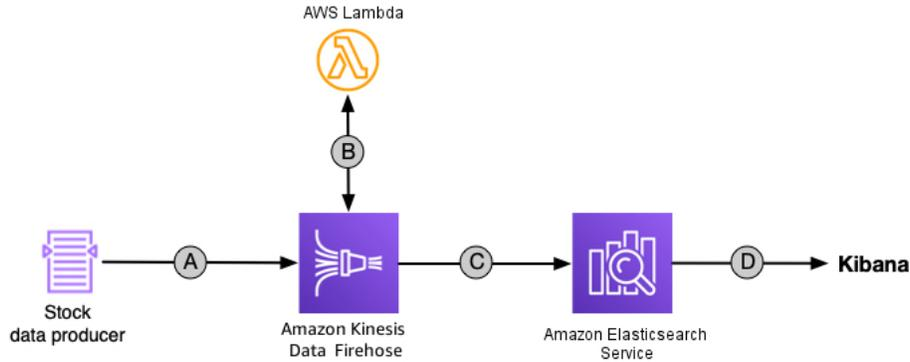 AWS Lambda
B
A
C
D
Kibana
Stock
data producer
Amazon Kinesis
Data Firehose
Amazon Elasticsearch
Service